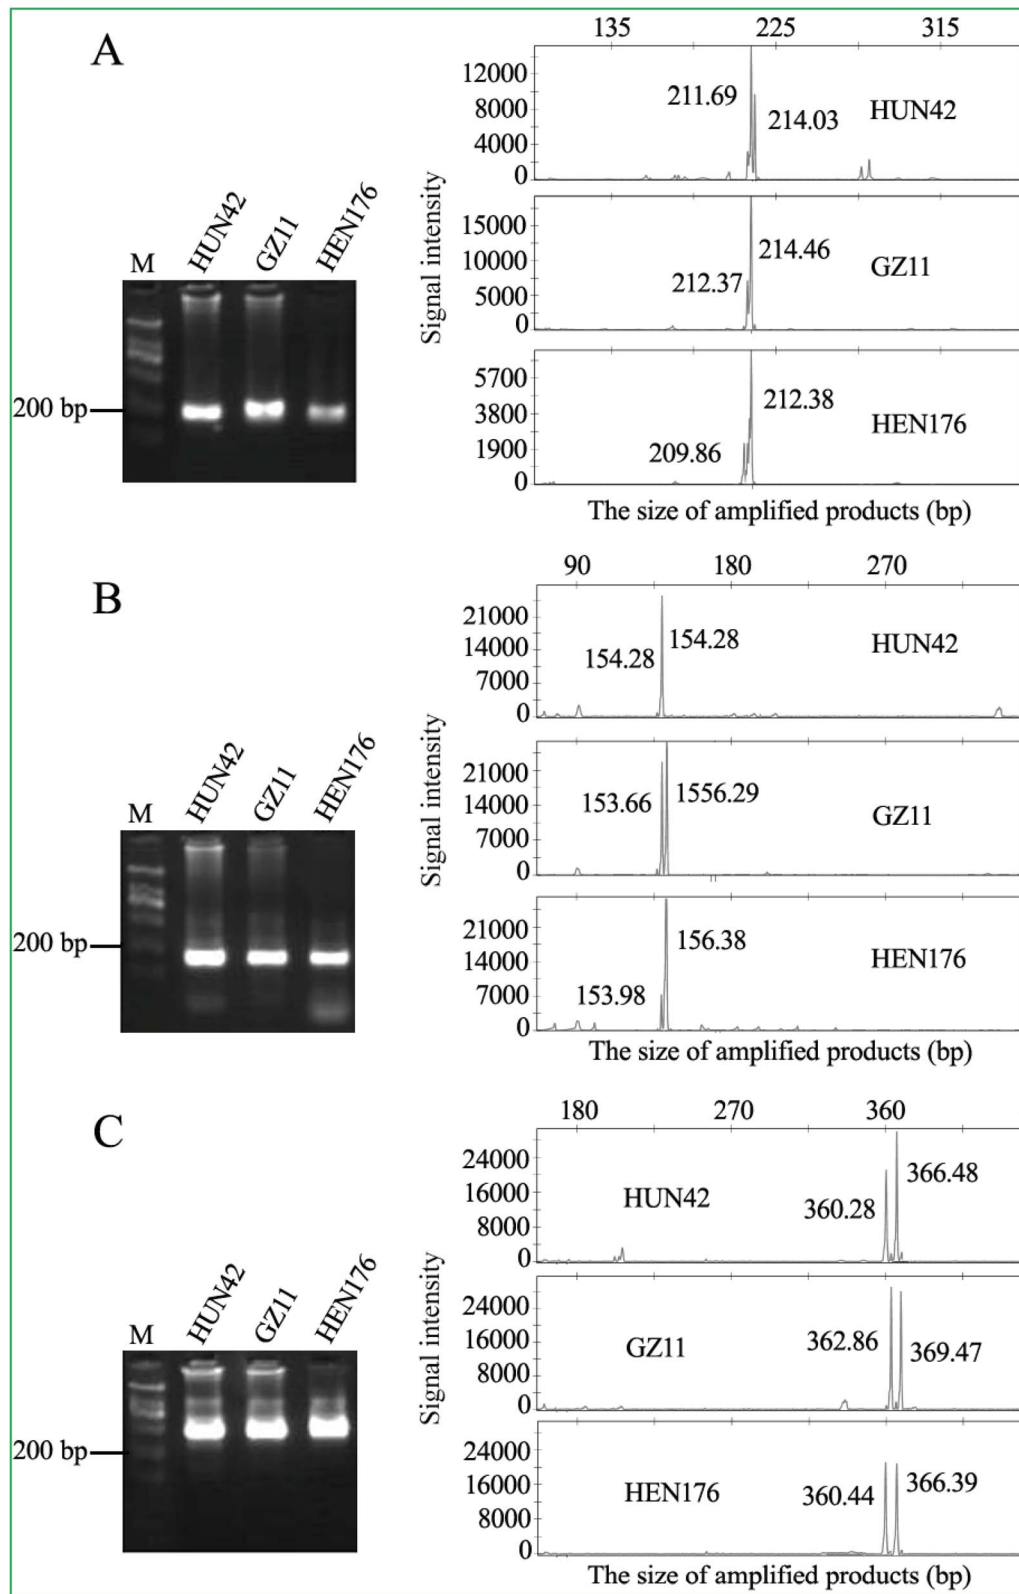 A
135 225 315
12000
8000
4000
0
211.69
214.03
HUN42
15000
10000
5000
0
212.37
214.46
GZ11
5700
3800
1900
0
209.86
212.38
HEN176
Signal intensity
The size of amplified products (bp)
M HUN42 GZ11 HEN176
200 bp
B
90 180 270
21000
14000
7000
0
154.28
154.28
HUN42
21000
14000
7000
0
153.66
1556.29
GZ11
21000
14000
7000
0
153.98
156.38
HEN176
Signal intensity
The size of amplified products (bp)
M HUN42 GZ11 HEN176
200 bp
C
180 270 360
24000
16000
8000
0
HUN42
360.28
366.48
24000
16000
8000
0
GZ11
362.86
369.47
24000
16000
8000
0
HEN176
360.44
366.39
Signal intensity
The size of amplified products (bp)
M HUN42 GZ11 HEN176
200 bp